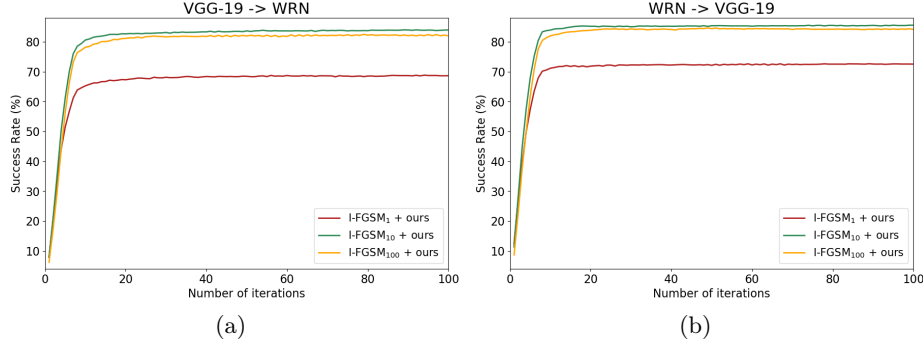 VGG-19 -> WRN
Success Rate (%)
80
70
60
50
40
30
20
10
0
20
40
60
80
100
Number of iterations
I-FGSM₁ + ours
I-FGSM₁₀ + ours
I-FGSM₁₀₀ + ours
(a)
WRN -> VGG-19
Success Rate (%)
80
70
60
50
40
30
20
10
0
20
40
60
80
100
Number of iterations
I-FGSM₁ + ours
I-FGSM₁₀ + ours
I-FGSM₁₀₀ + ours
(b)